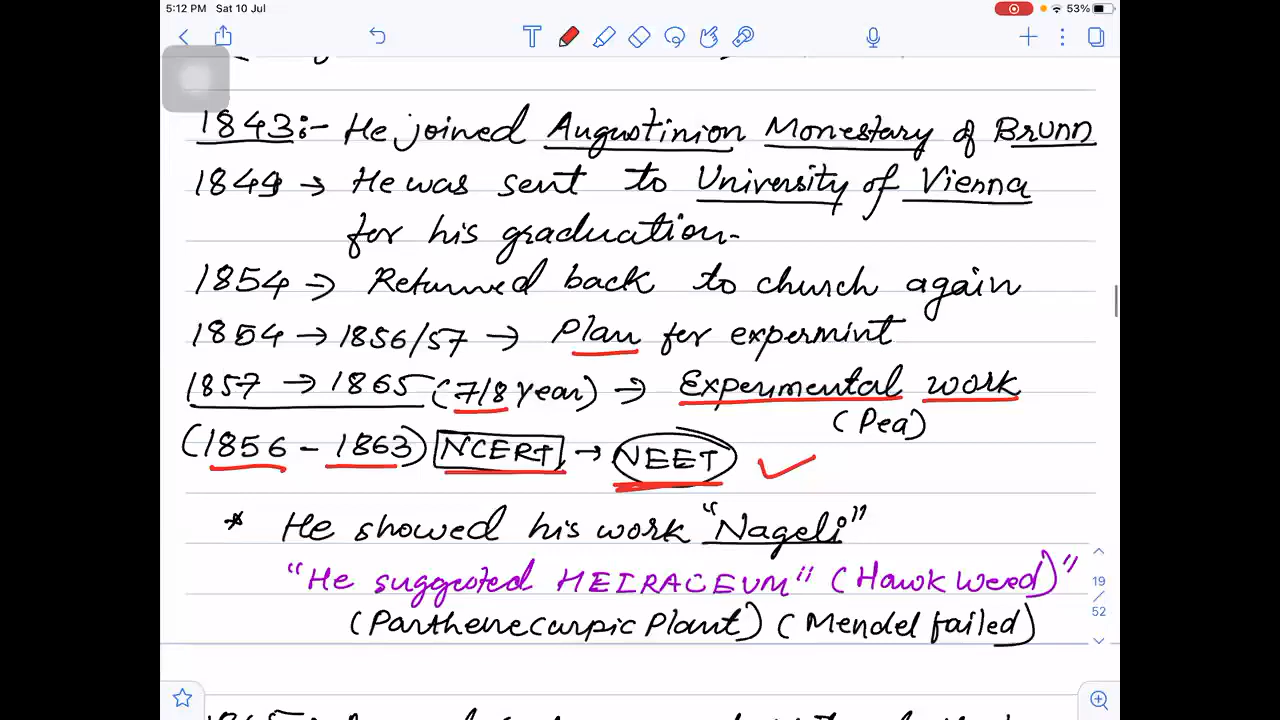 5:12 PM Sat 10 Jul 53%
1843:- He joined Augustinion Monestary of Brunn
1849 → He was sent to University of Vienna
for his graduation.
1854 → Returned back to church again
1854 → 1856/57 → Plan for expermint
1857 → 1865 (7/8 year) → Experimental work
(Pea)
(1856 - 1863) NCERT → NEET ✓
* He showed his work "Nageli"
"He suggested HEIRACEUM" (Hawk Weed)"
(Parthenecarpic Plant) (Mendel failed)
19
/
52